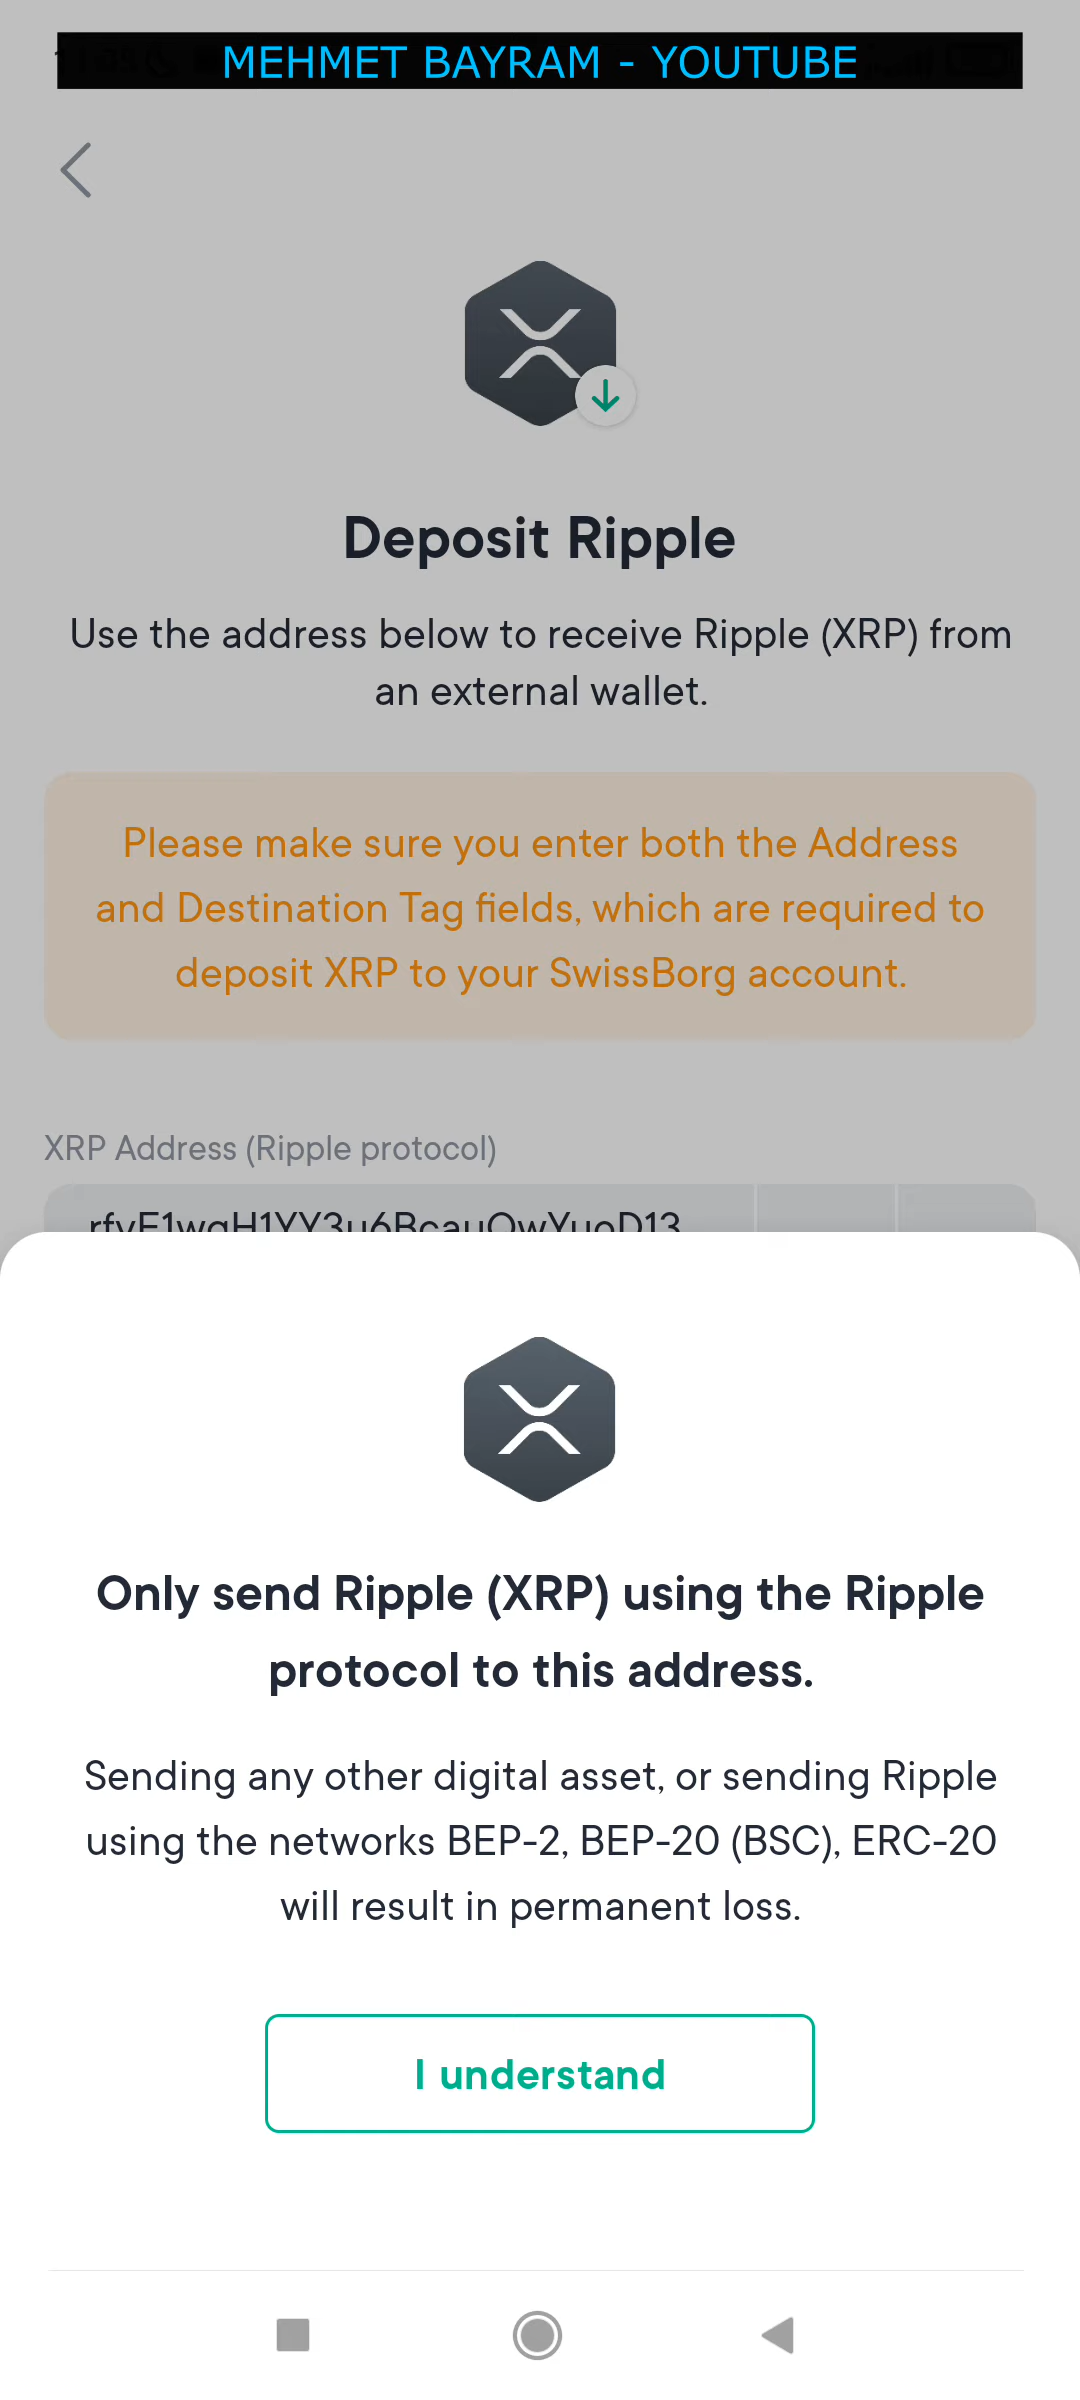 MEHMET BAYRAM - YOUTUBE
Deposit Ripple
Use the address below to receive Ripple (XRP) from
an external wallet.
Please make sure you enter both the Address
and Destination Tag fields, which are required to
deposit XRP to your SwissBorg account.
XRP Address (Ripple protocol)
Only send Ripple (XRP) using the Ripple
protocol to this address.
Sending any other digital asset, or sending Ripple
using the networks BEP-2, BEP-20 (BSC), ERC-20
will result in permanent loss.
I understand